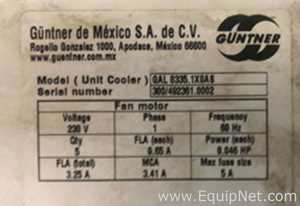 Güntner de México S.A. de C.V.
Rogelio Gonzalez 1000, Apodaca, México 66600
www.guentner.com.mx
GÜNTNER
Model ( Unit Cooler) GAL 8335.1X5AS
Serial number 300/492361.0002
Fan motor
Voltage Phase Frequency
230 V 1 60 Hz
Qty FLA (each) Power (each)
5 0.65 A 0.046 HP
FLA (total) MCA Max fuse size
3.25 A 3.41 A 5 A
© www.EquipNet.com